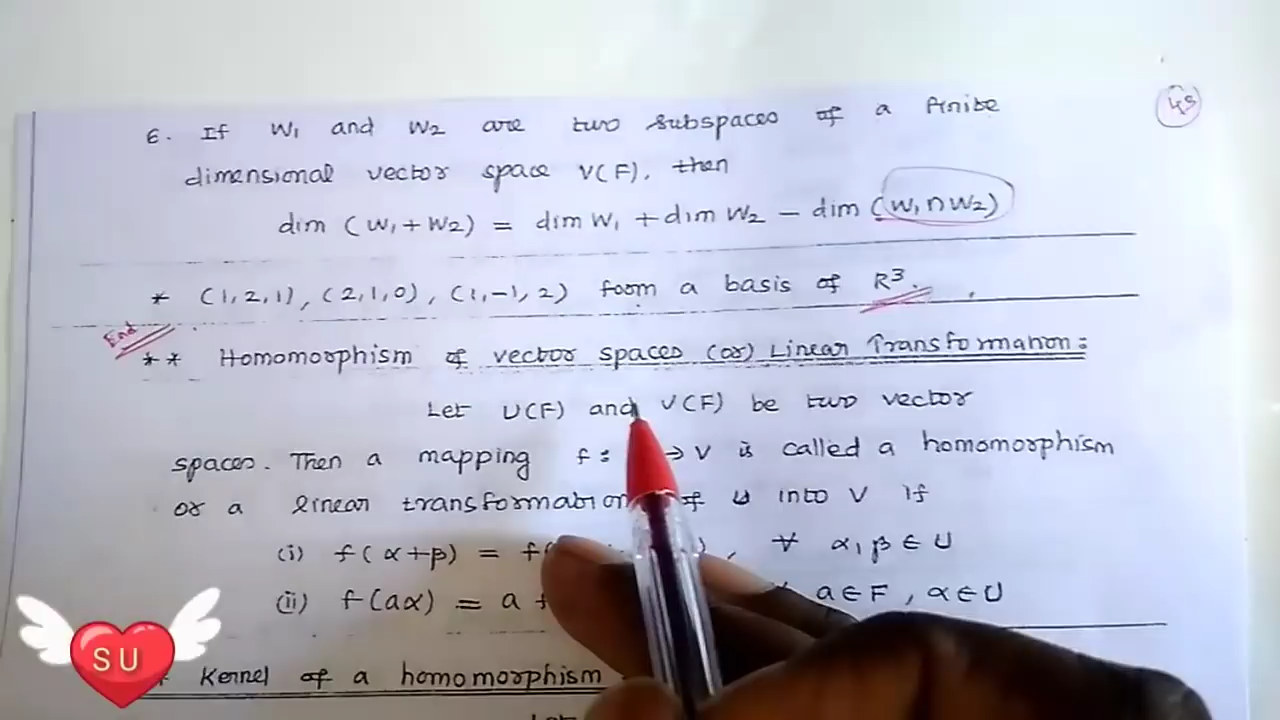 6. If W1 and W2 are two subspaces of a finite
dimensional vector space V(F), then
dim (W1+W2) = dim W1 + dim W2 - dim (W1∩W2)
* (1,2,1), (2,1,0), (1,-1,2) form a basis of R³.
End
** Homomorphism of vector spaces (or) Linear Transformation:
Let U(F) and V(F) be two vector
spaces. Then a mapping f: → V is called a homomorphism
or a linear transformation of U into V if
(i) f(α+β) = f( ), ∀ α,β ∈ U
(ii) f(aα) = a f a∈F, α∈U
Kernel of a homomorphism
Let
SU